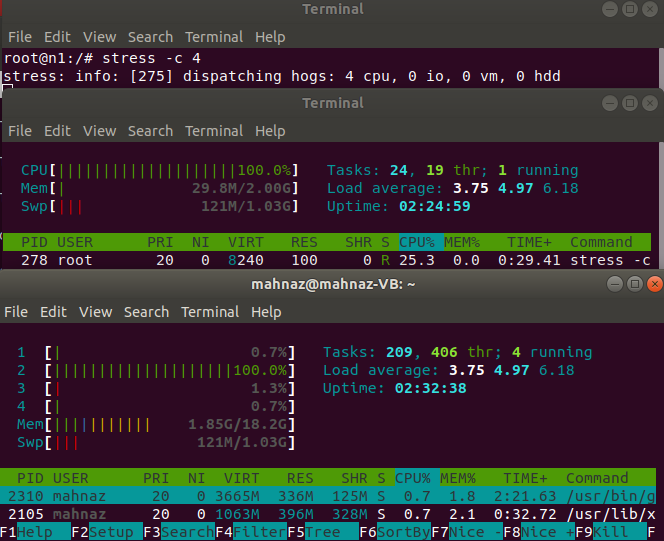 Terminal
File Edit View Search Terminal Help
root@n1:/# stress -c 4
stress: info: [275] dispatching hogs: 4 cpu, 0 io, 0 vm, 0 hdd
Terminal
File Edit View Search Terminal Help
CPU[||||||||||||||||||||100.0%] Tasks: 24, 19 thr; 1 running
Mem[| 29.8M/2.00G] Load average: 3.75 4.97 6.18
Swp[||| 121M/1.03G] Uptime: 02:24:59
PID USER PRI NI VIRT RES SHR S CPU% MEM% TIME+ Command
278 root 20 0 8240 100 0 R 25.3 0.0 0:29.41 stress -c
mahnaz@mahnaz-VB: ~
File Edit View Search Terminal Help
1 [| 0.7%] Tasks: 209, 406 thr; 4 running
2 [||||||||||||||||||||100.0%] Load average: 3.75 4.97 6.18
3 [| 1.3%] Uptime: 02:32:38
4 [| 0.7%]
Mem[||||||||||| 1.85G/18.2G]
Swp[||| 121M/1.03G]
PID USER PRI NI VIRT RES SHR S CPU% MEM% TIME+ Command
2310 mahnaz 20 0 3665M 336M 125M S 0.7 1.8 2:21.63 /usr/bin/g
2105 mahnaz 20 0 1063M 396M 328M S 0.7 2.1 0:32.72 /usr/lib/x
F1Help F2Setup F3SearchF4FilterF5Tree F6SortByF7Nice -F8Nice +F9Kill F